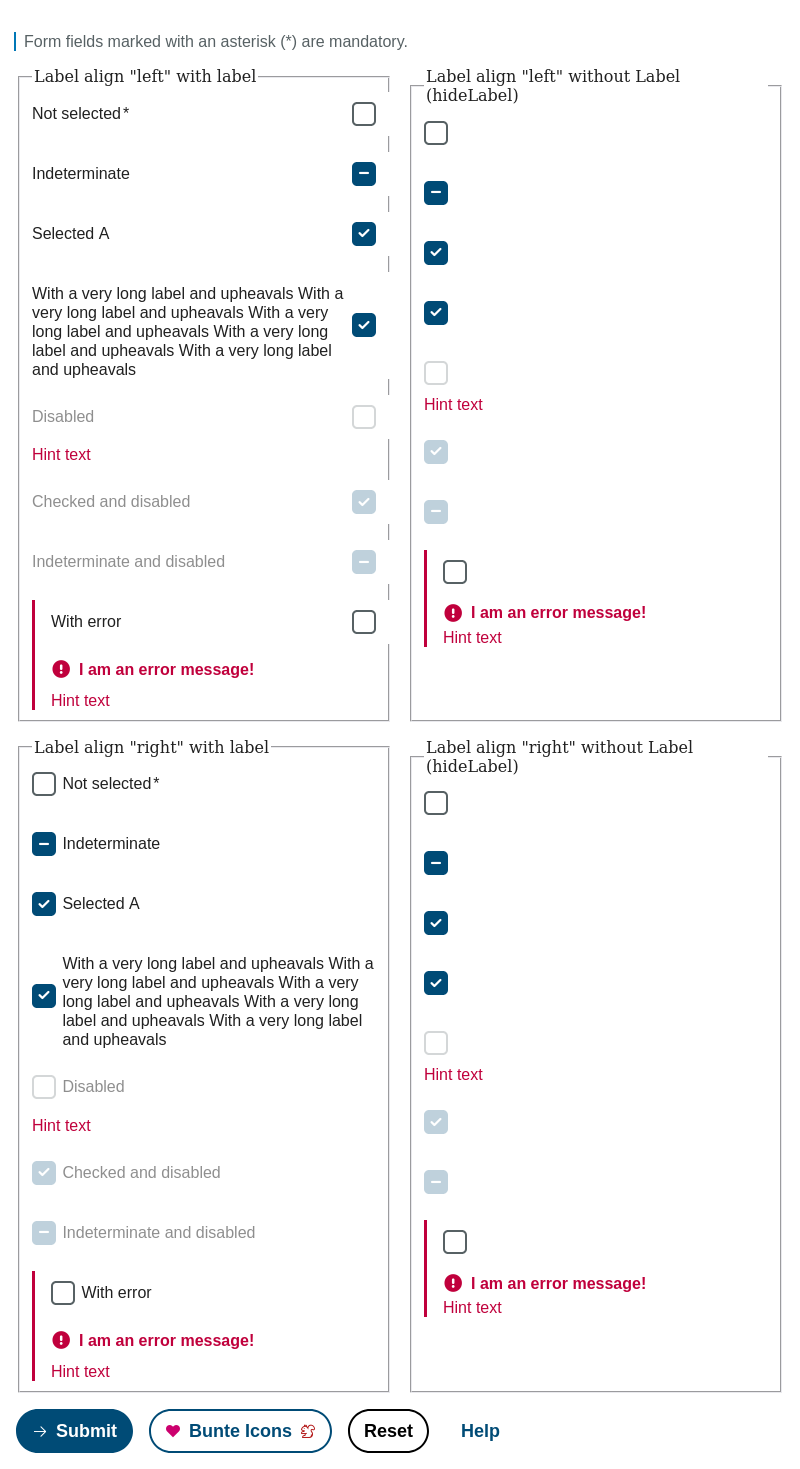 Form fields marked with an asterisk (*) are mandatory.
Label align "left" with label
Not selected*
Indeterminate
Selected A
With a very long label and upheavals With a
very long label and upheavals With a very
long label and upheavals With a very long
label and upheavals With a very long label
and upheavals
Disabled
Hint text
Checked and disabled
Indeterminate and disabled
With error
I am an error message!
Hint text
Label align "left" without Label
(hideLabel)
Hint text
I am an error message!
Hint text
Label align "right" with label
Not selected*
Indeterminate
Selected A
With a very long label and upheavals With a
very long label and upheavals With a very
long label and upheavals With a very long
label and upheavals With a very long label
and upheavals
Disabled
Hint text
Checked and disabled
Indeterminate and disabled
With error
I am an error message!
Hint text
Label align "right" without Label
(hideLabel)
Hint text
I am an error message!
Hint text
Submit
Bunte Icons
Reset
Help